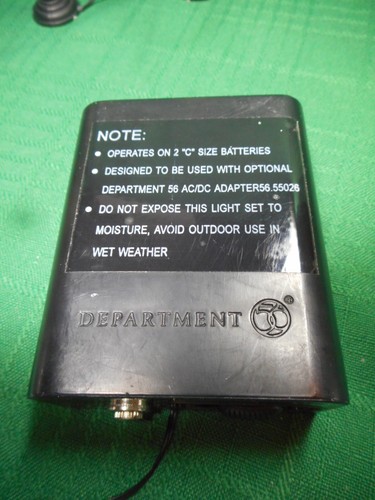 NOTE:
• OPERATES ON 2 "C" SIZE BATTERIES
• DESIGNED TO BE USED WITH OPTIONAL
DEPARTMENT 56 AC/DC ADAPTER56.55026
• DO NOT EXPOSE THIS LIGHT SET TO
MOISTURE, AVOID OUTDOOR USE IN
WET WEATHER
DEPARTMENT 56®